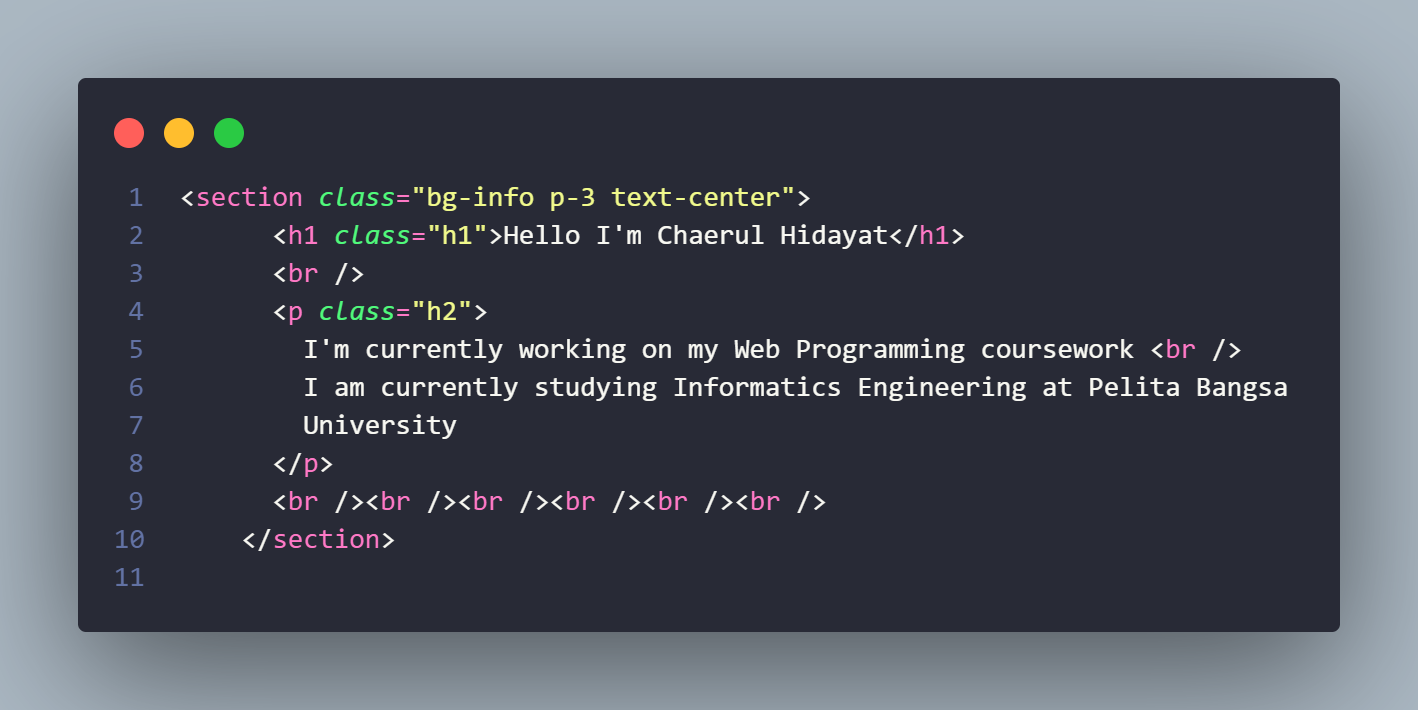 1 <section class="bg-info p-3 text-center">
2 <h1 class="h1">Hello I'm Chaerul Hidayat</h1>
3 <br />
4 <p class="h2">
5 I'm currently working on my Web Programming coursework <br />
6 I am currently studying Informatics Engineering at Pelita Bangsa
7 University
8 </p>
9 <br /><br /><br /><br /><br /><br />
10 </section>
11